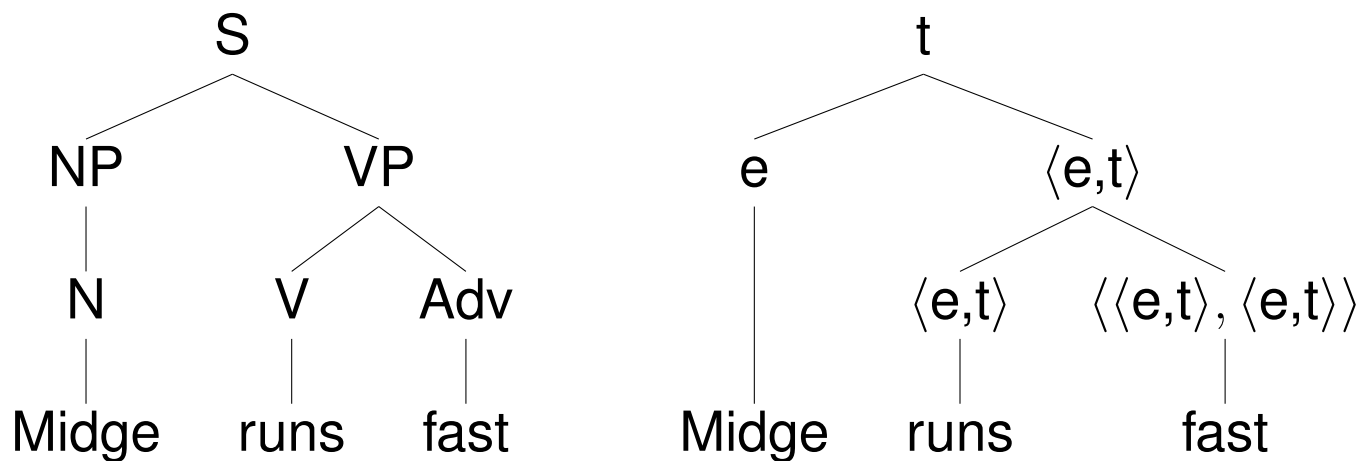 S t
NP VP e ⟨e,t⟩
N V Adv ⟨e,t⟩ ⟨⟨e,t⟩, ⟨e,t⟩⟩
Midge runs fast Midge runs fast